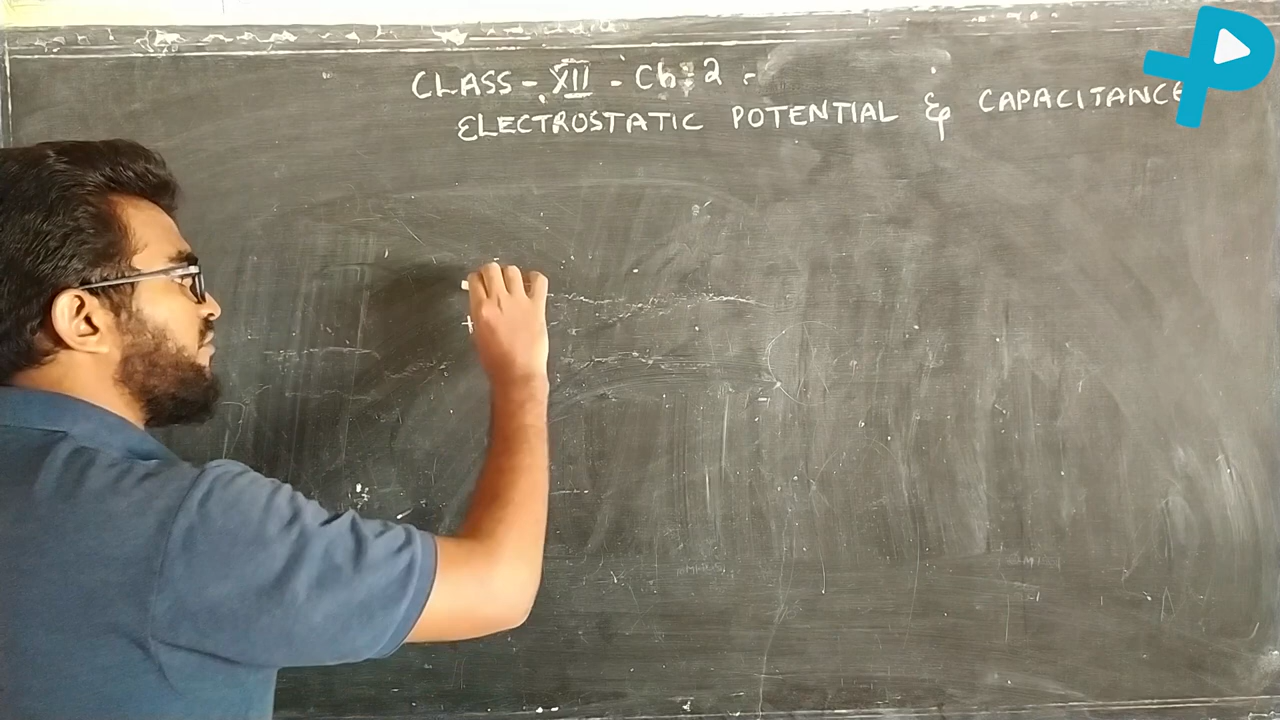 CLASS - XII - Ch: 2 -
ELECTROSTATIC POTENTIAL & CAPACITANCE
+